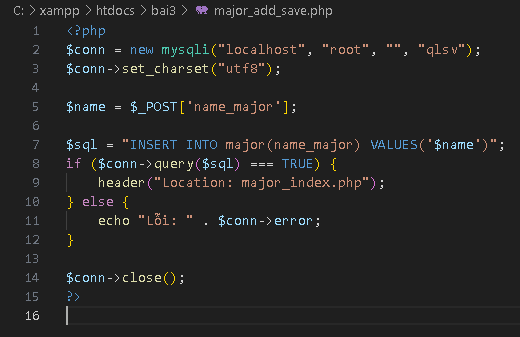 C: > xampp > htdocs > bai3 > major_add_save.php
1 <?php
2 $conn = new mysqli("localhost", "root", "", "qlsv");
3 $conn->set_charset("utf8");
4
5 $name = $_POST['name_major'];
6
7 $sql = "INSERT INTO major(name_major) VALUES('$name')";
8 if ($conn->query($sql) === TRUE) {
9     header("Location: major_index.php");
10 } else {
11     echo "Lỗi: " . $conn->error;
12 }
13
14 $conn->close();
15 ?>
16